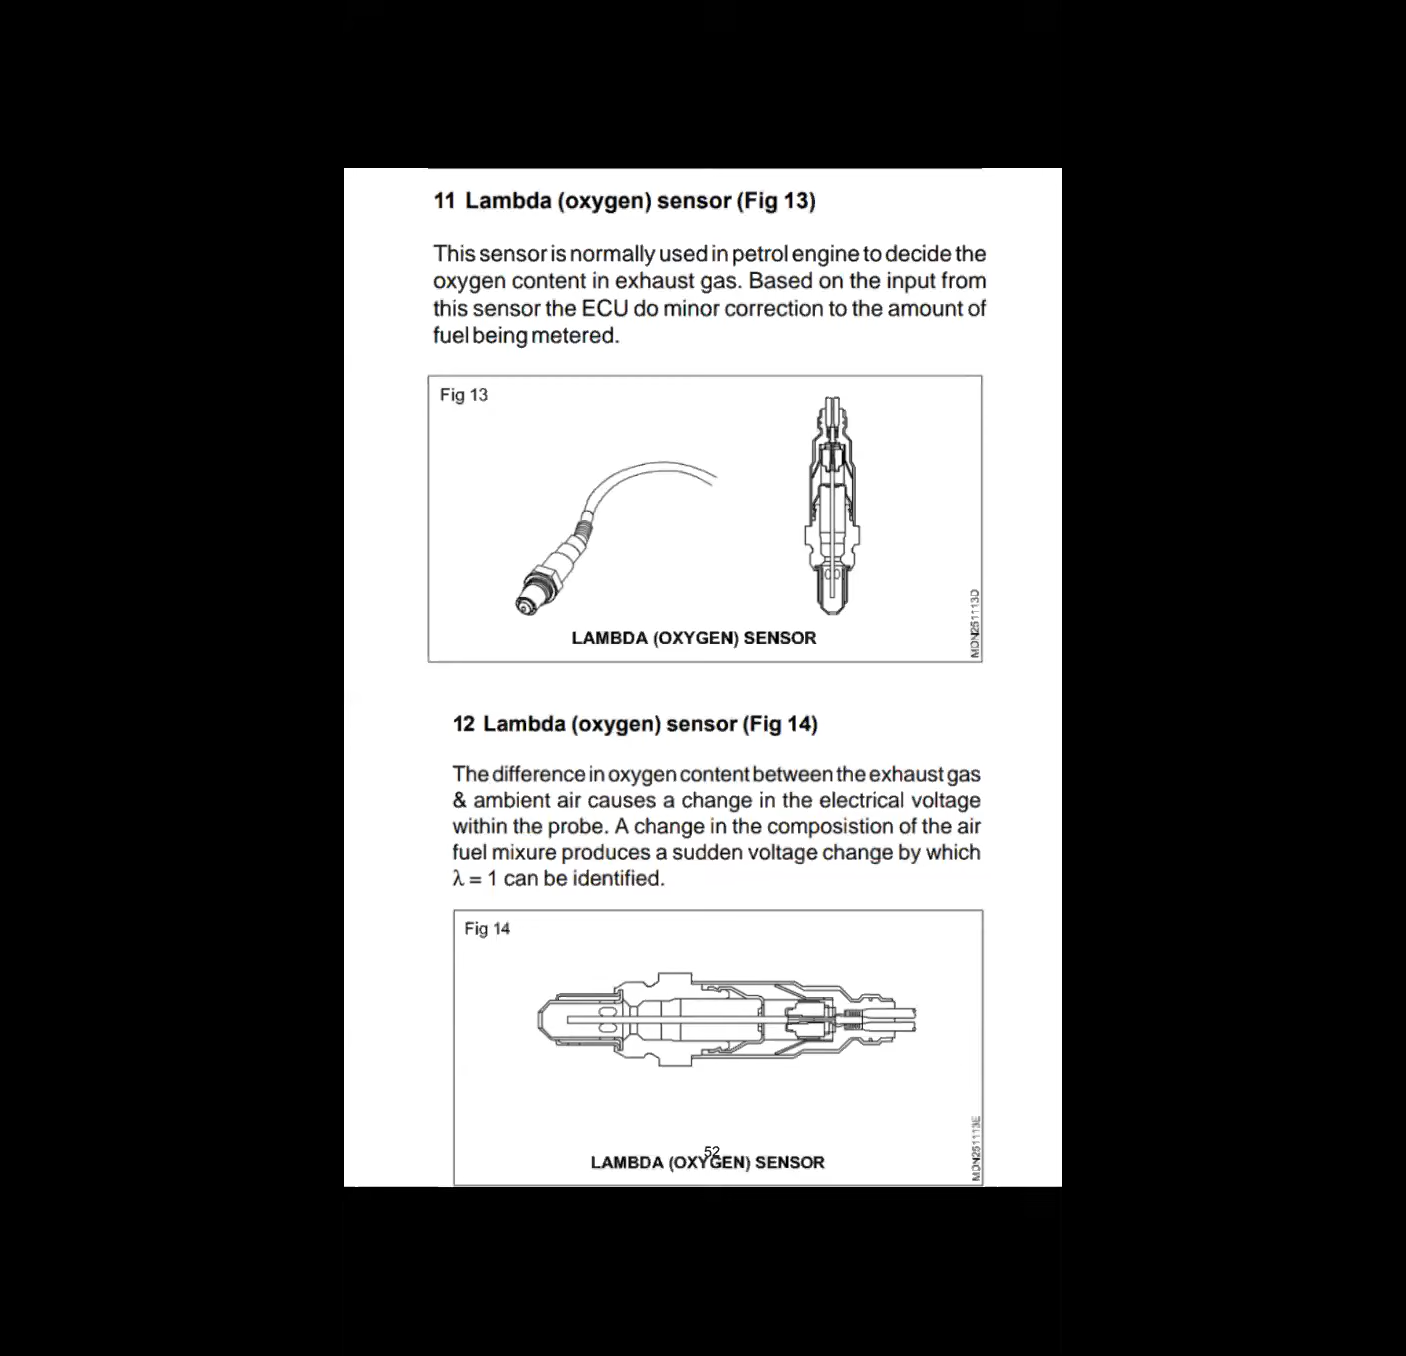 11 Lambda (oxygen) sensor (Fig 13)
This sensor is normally used in petrol engine to decide the
oxygen content in exhaust gas. Based on the input from
this sensor the ECU do minor correction to the amount of
fuel being metered.
Fig 13
LAMBDA (OXYGEN) SENSOR
MDN251113D
12 Lambda (oxygen) sensor (Fig 14)
The difference in oxygen content between the exhaust gas
& ambient air causes a change in the electrical voltage
within the probe. A change in the composistion of the air
fuel mixure produces a sudden voltage change by which
λ = 1 can be identified.
Fig 14
52
LAMBDA (OXYGEN) SENSOR
MDN251113E